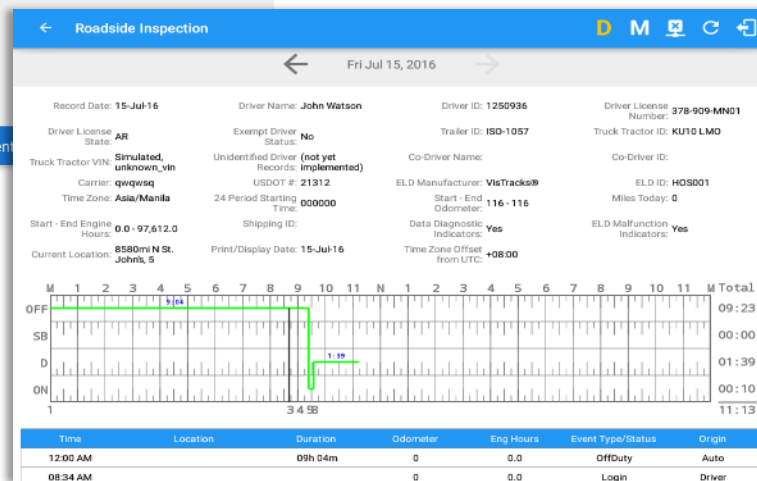 Roadside Inspection D M
Fri Jul 15, 2016
Record Date: 15-Jul-16 Driver Name: John Watson Driver ID: 1250936 Driver License Number: 378-909-MN01
ent
Driver License State: AR Exempt Driver Status: No Trailer ID: ISO-1057 Truck Tractor ID: KU10 LMO
Truck Tractor VIN: Simulated, unknown_vin Unidentified Driver Records: (not yet implemented) Co-Driver Name: Co-Driver ID:
Carrier: qwqwsq USDOT #: 21312 ELD Manufacturer: VisTracks® ELD ID: HOS001
Time Zone: Asia/Manila 24 Period Starting Time: 000000 Start - End Odometer: 116 - 116 Miles Today: 0
Start - End Engine Hours: 0.0 - 97,612.0 Shipping ID: Data Diagnostic Indicators: Yes ELD Malfunction Indicators: Yes
Current Location: 8580mi N St. John's, 5 Print/Display Date: 15-Jul-16 Time Zone Offset from UTC: +08:00
M 1 2 3 4 5 6 7 8 9 10 11 N 1 2 3 4 5 6 7 8 9 10 11 M Total
9:04
OFF 09:23
SB 00:00
1:39
D 01:39
ON 00:10
1 3 4 5 8 11:13
Time Location Duration Odometer Eng Hours Event Type/Status Origin
12:00 AM 09h 04m 0 0.0 OffDuty Auto
08:34 AM 0 0.0 Login Driver